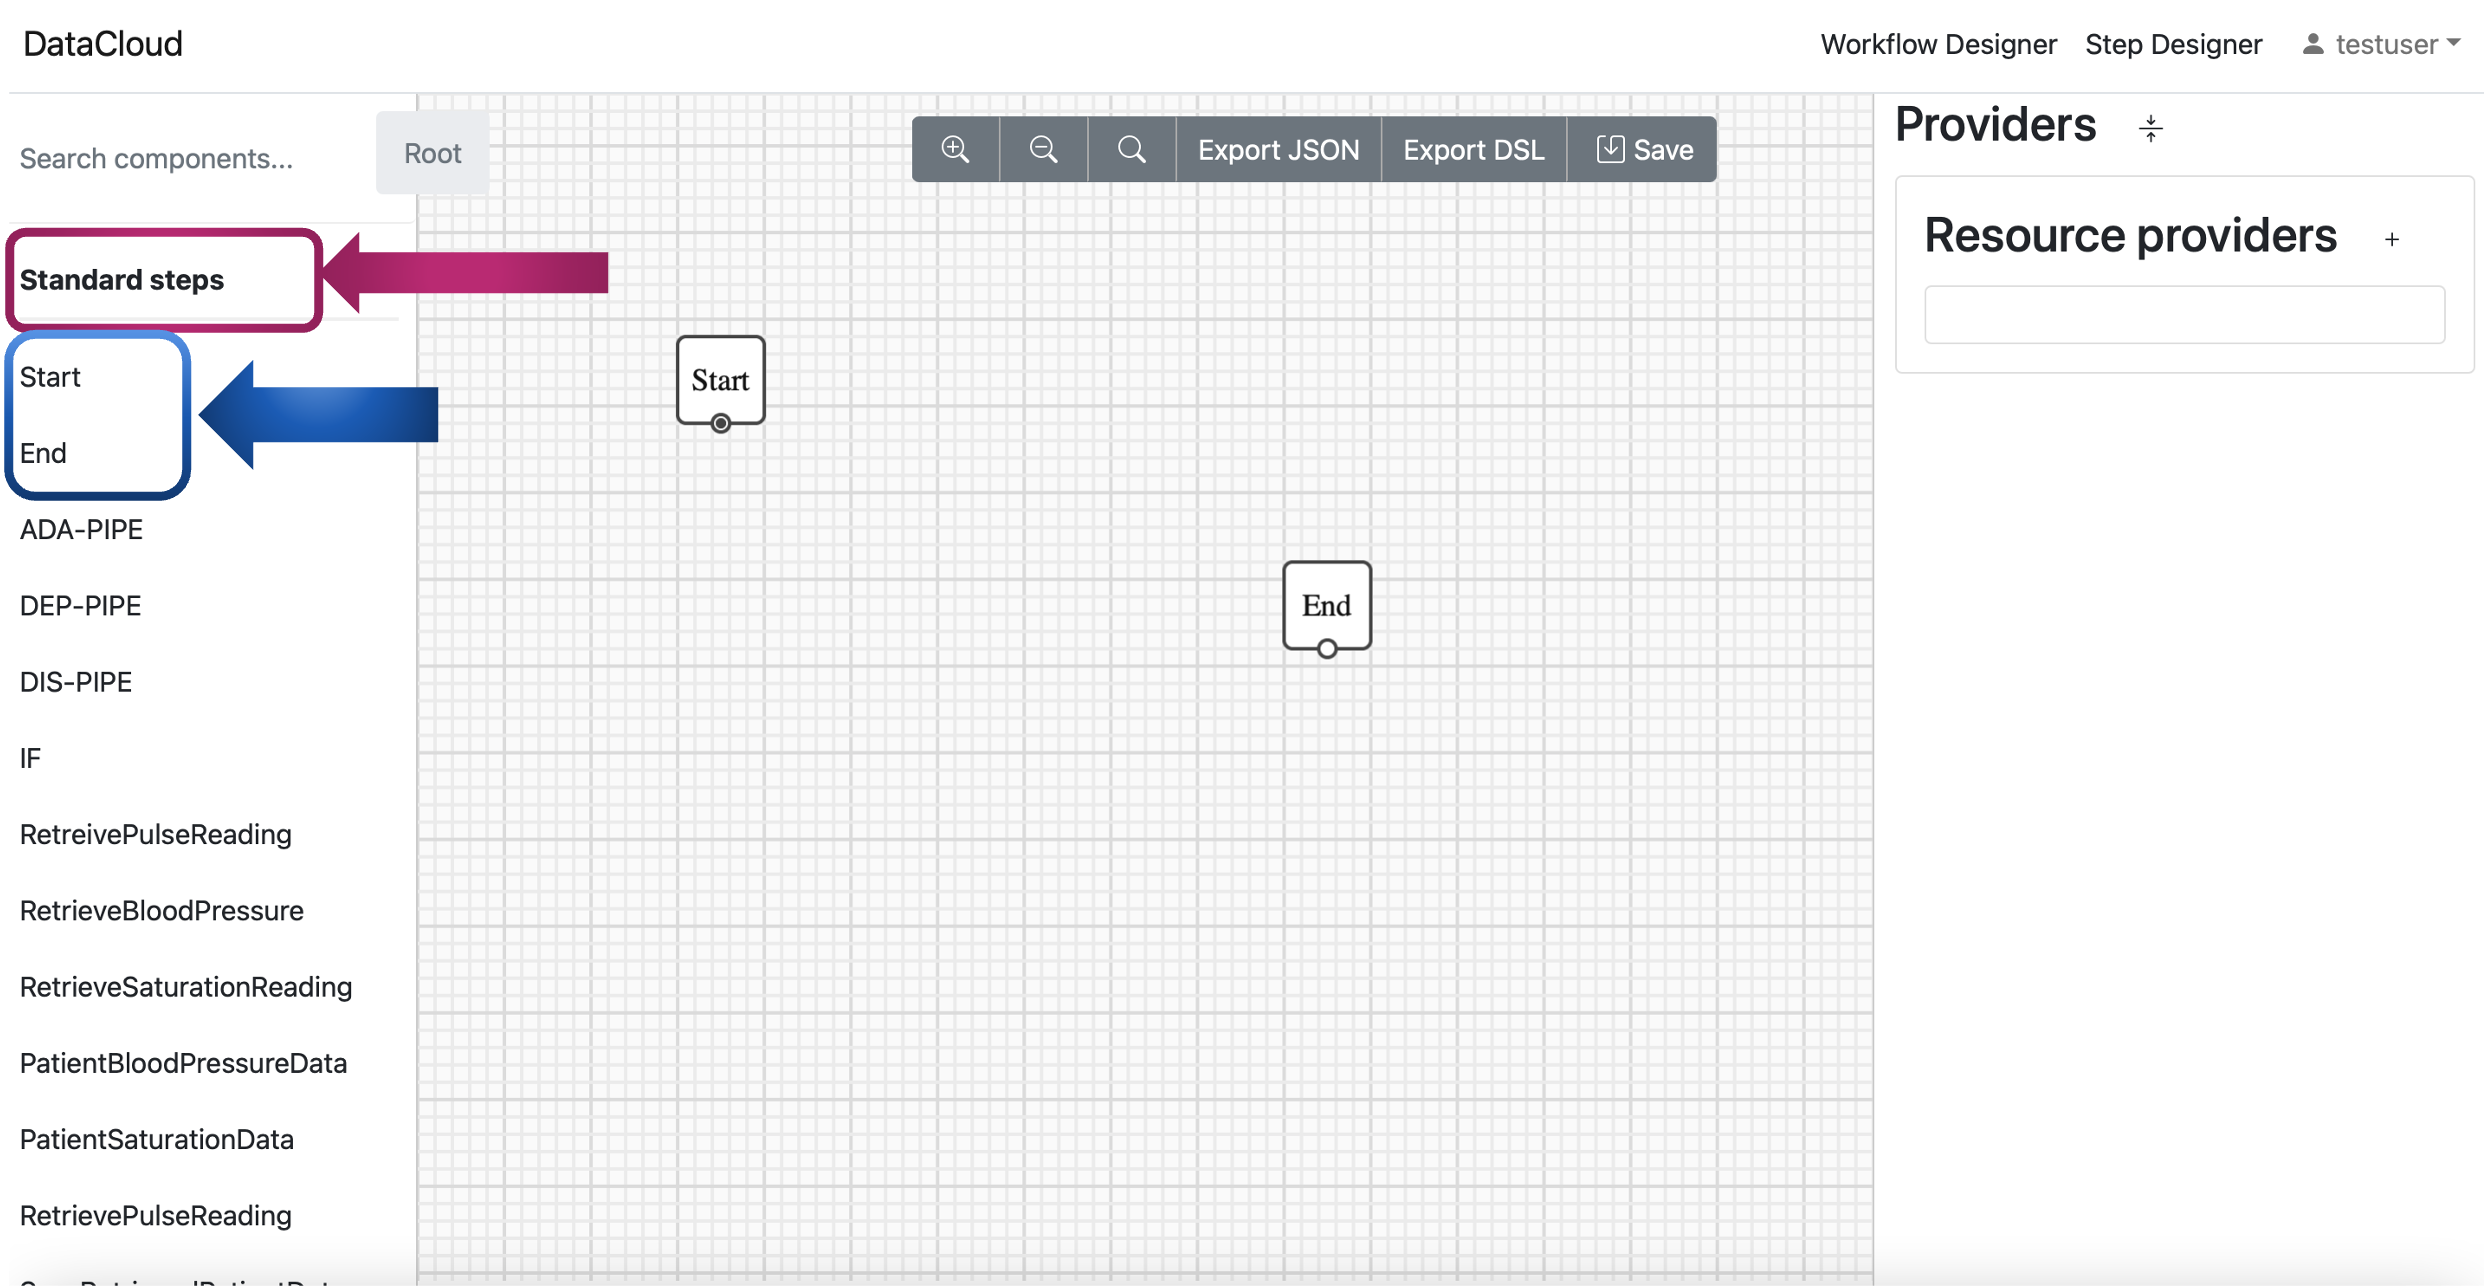 DataCloud
Workflow Designer
Step Designer
testuser
Search components...
Root
Export JSON
Export DSL
Save
Providers
Resource providers
+
Standard steps
Start
End
ADA-PIPE
DEP-PIPE
DIS-PIPE
IF
RetreivePulseReading
RetrieveBloodPressure
RetrieveSaturationReading
PatientBloodPressureData
PatientSaturationData
RetrievePulseReading
Start
End